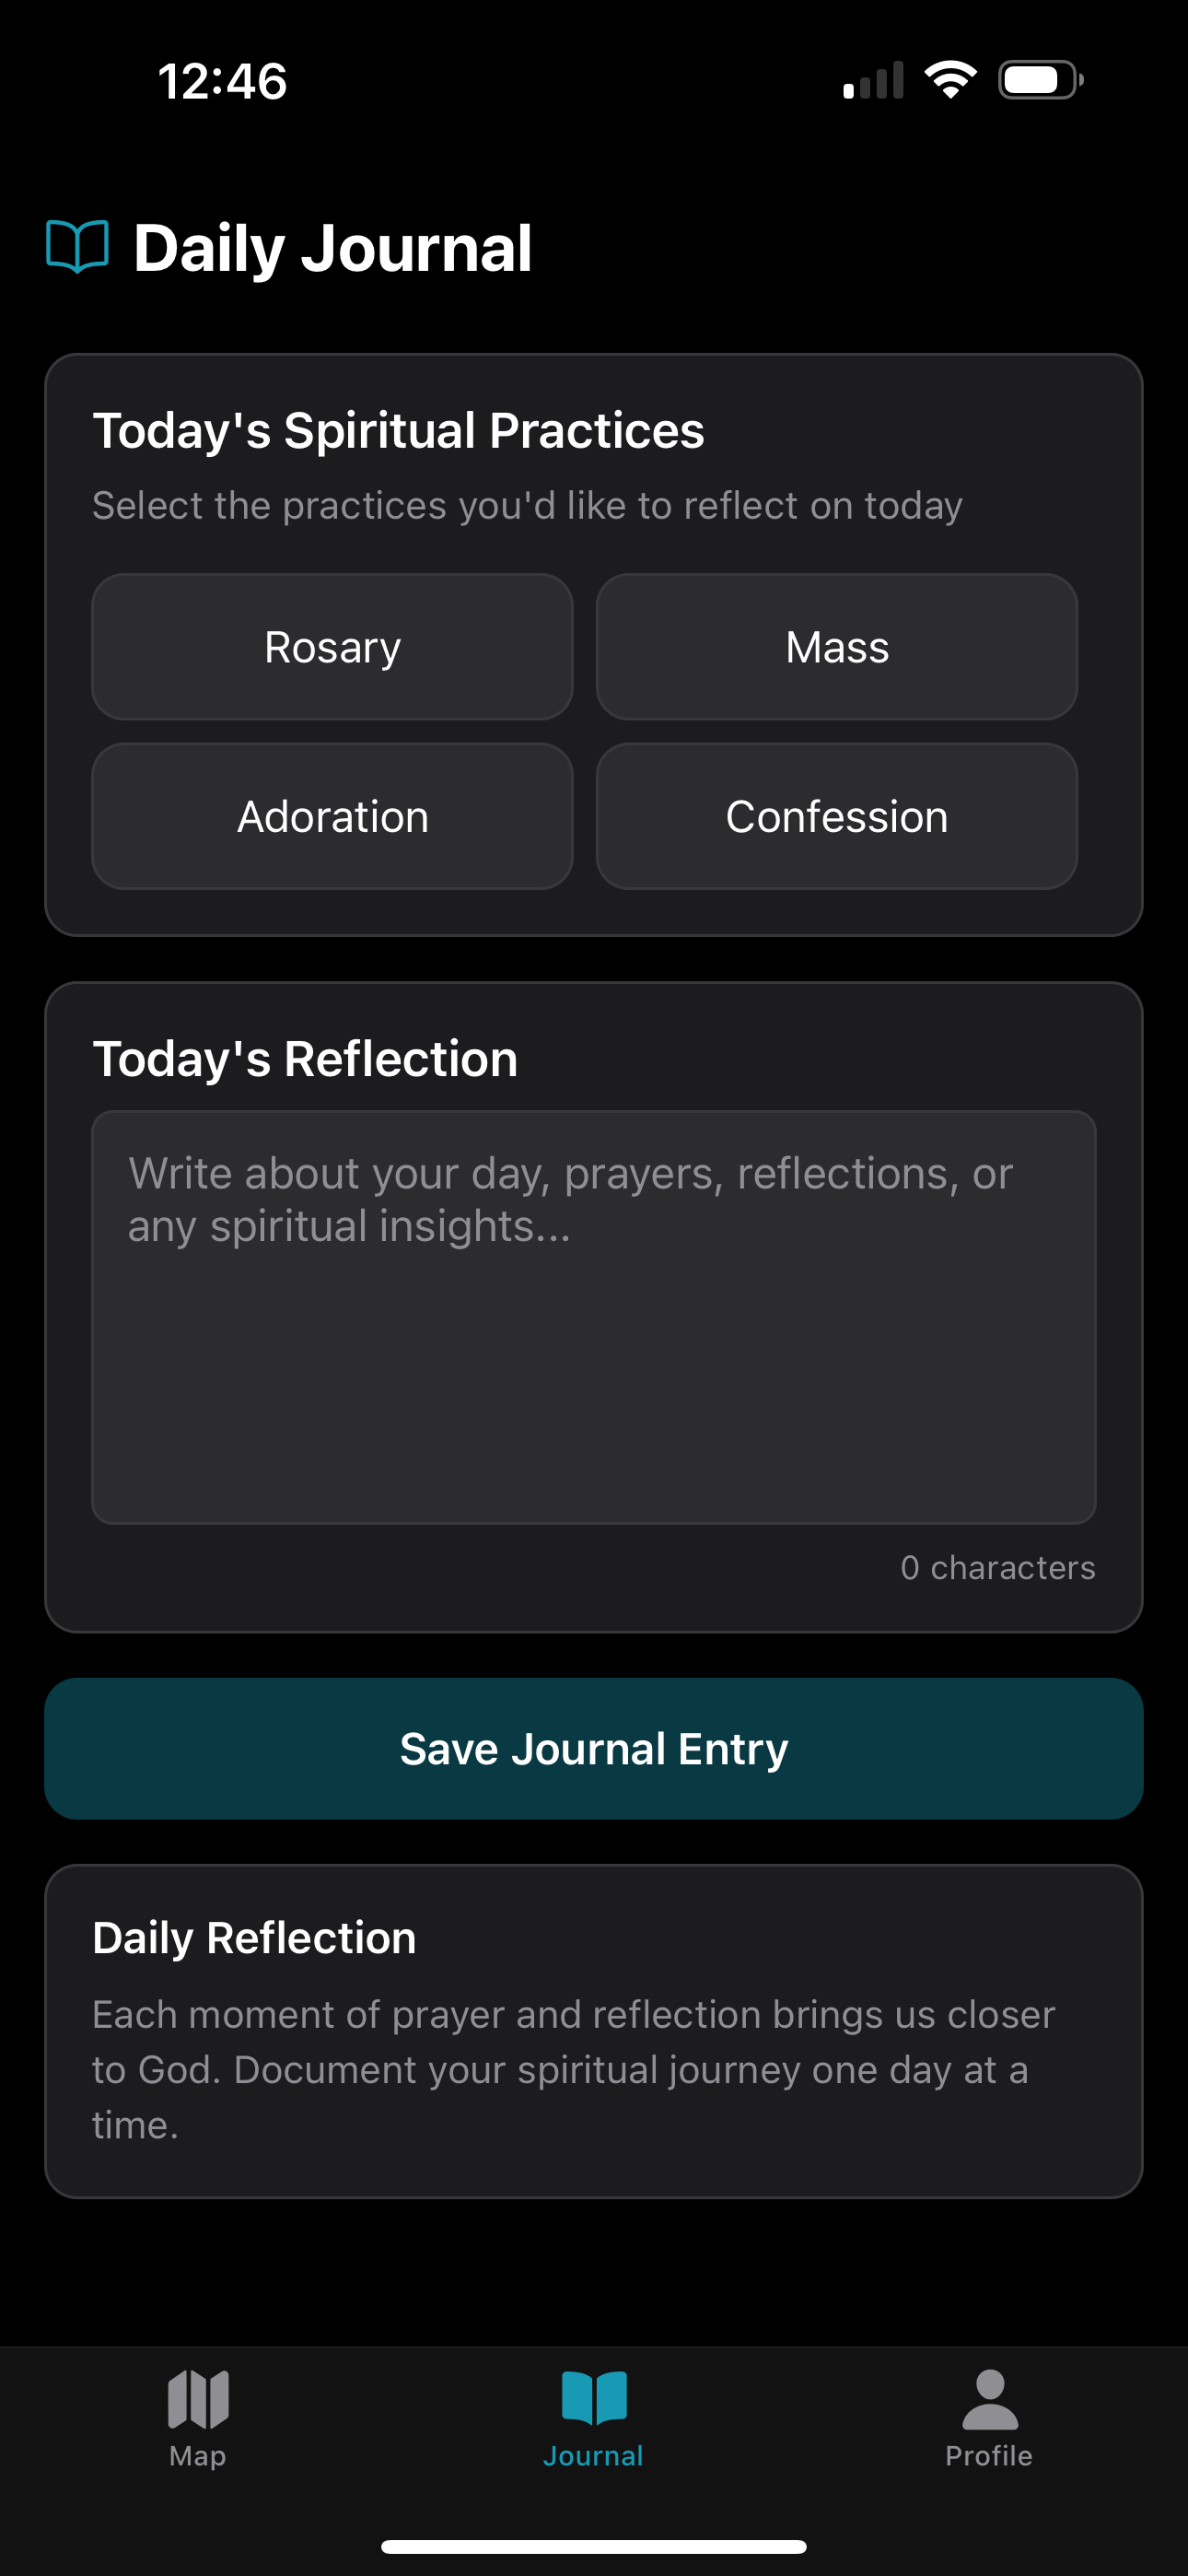 12:46
Daily Journal
Today's Spiritual Practices
Select the practices you'd like to reflect on today
Rosary
Mass
Adoration
Confession
Today's Reflection
Write about your day, prayers, reflections, or
any spiritual insights...
0 characters
Save Journal Entry
Daily Reflection
Each moment of prayer and reflection brings us closer
to God. Document your spiritual journey one day at a
time.
Map
Journal
Profile